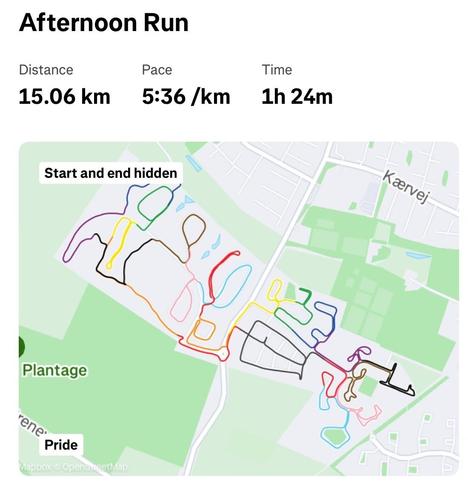 Afternoon Run
Distance Pace Time
15.06 km 5:36 /km 1h 24m
Start and end hidden
Kærvej
Plantage
Pride
Mapbox © OpenStreetMap